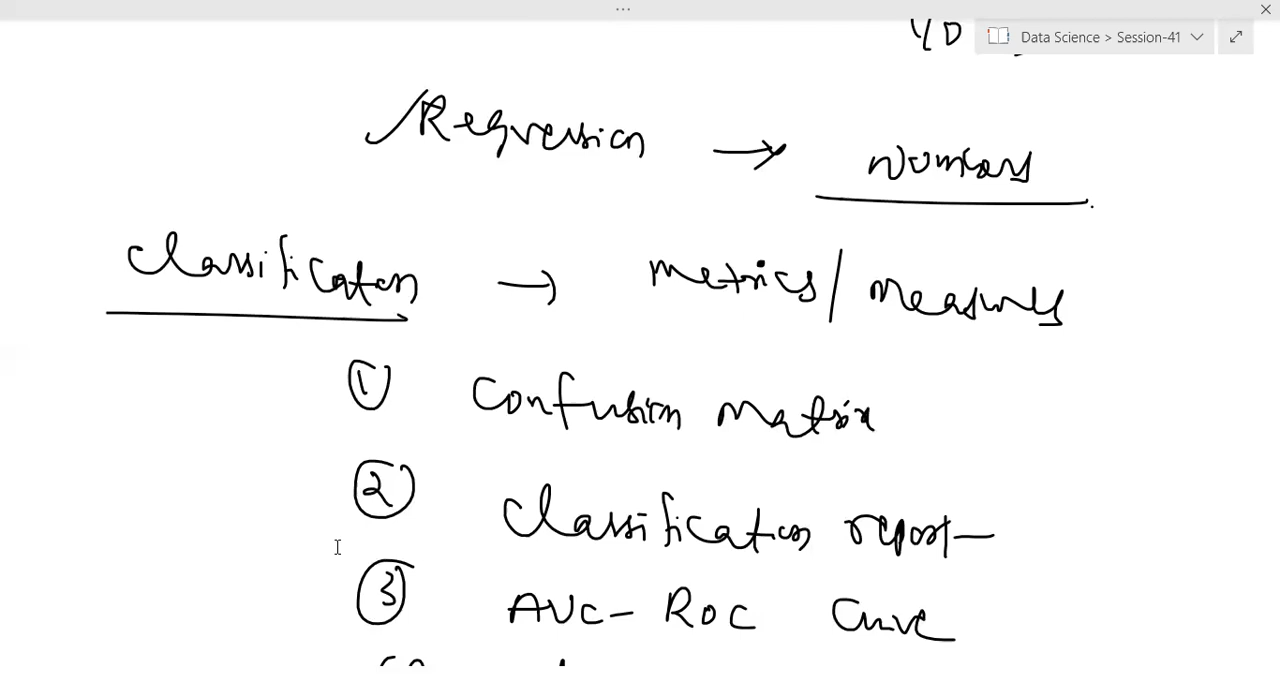 Data Science > Session-41
Regression → Numbers
Classification → metrics/measures
① Confusion matrix
② Classification report
③ AUC-ROC Curve